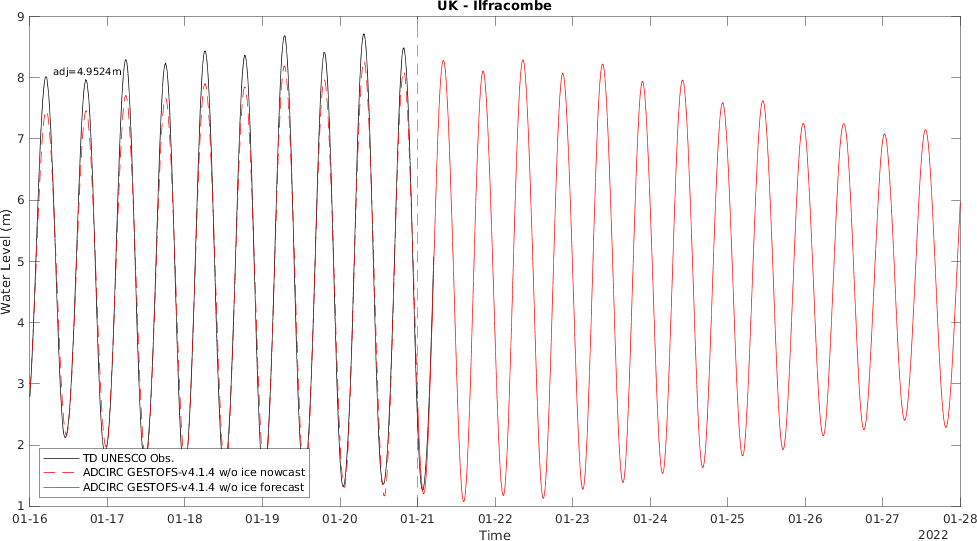 UK - Ilfracombe
9
8
7
6
5
4
3
2
1
Water Level (m)
adj=4.9524m
TD UNESCO Obs.
ADCIRC GESTOFS-v4.1.4 w/o ice nowcast
ADCIRC GESTOFS-v4.1.4 w/o ice forecast
01-16 01-17 01-18 01-19 01-20 01-21 01-22 01-23 01-24 01-25 01-26 01-27 01-28
Time
2022